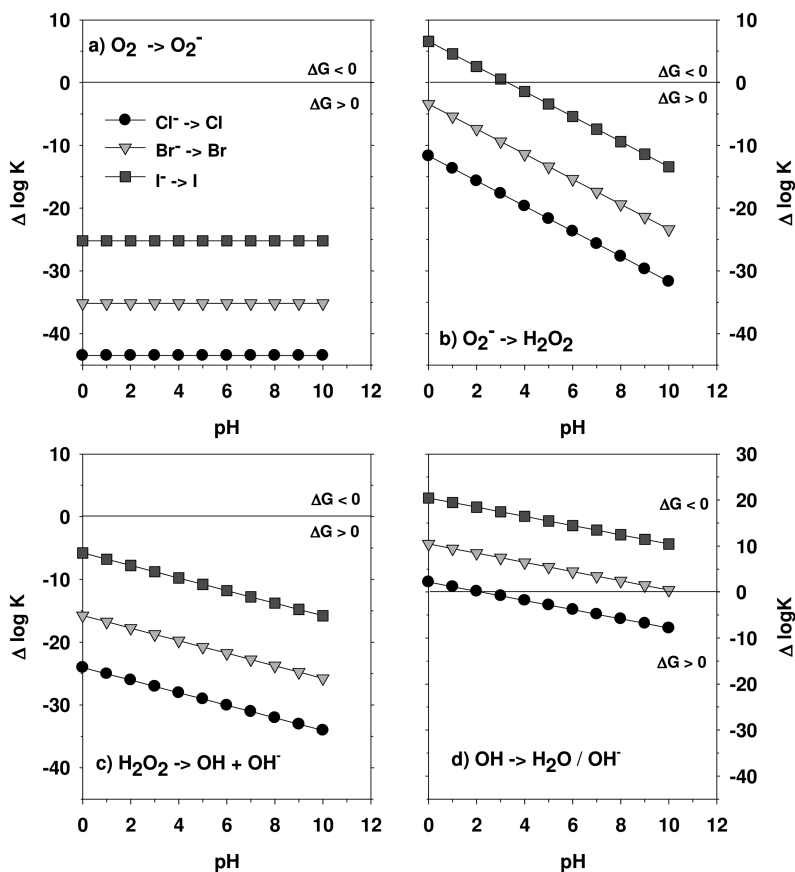 a) O₂ -> O₂⁻
ΔG < 0
ΔG > 0
Cl⁻ -> Cl
Br⁻ -> Br
I⁻ -> I
Δ log K
10
0
-10
-20
-30
-40
0 2 4 6 8 10 12
pH
b) O₂⁻ -> H₂O₂
ΔG < 0
ΔG > 0
Δ log K
10
0
-10
-20
-30
-40
0 2 4 6 8 10 12
pH
c) H₂O₂ -> OH + OH⁻
ΔG < 0
ΔG > 0
Δ log K
10
0
-10
-20
-30
-40
0 2 4 6 8 10 12
pH
d) OH -> H₂O / OH⁻
ΔG < 0
ΔG > 0
Δ logK
30
20
10
0
-10
-20
-30
-40
0 2 4 6 8 10 12
pH